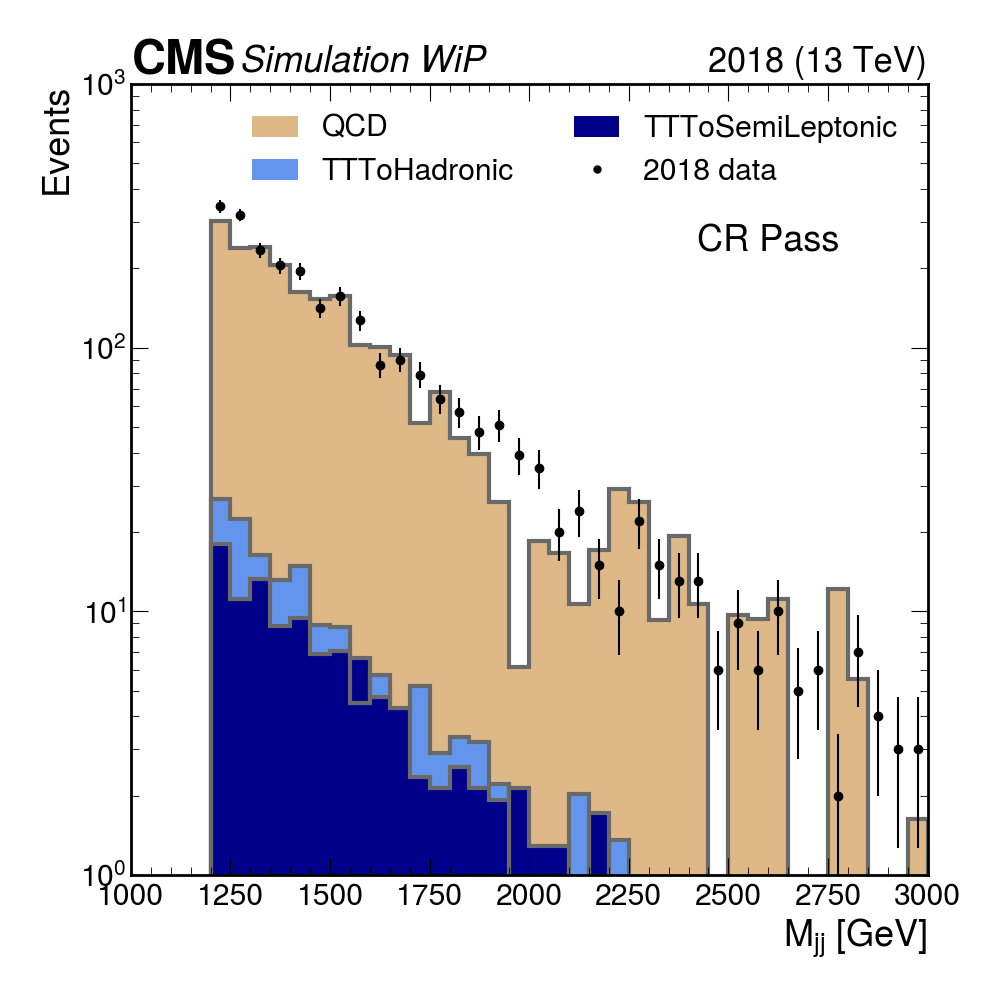 CMS Simulation WiP 2018 (13 TeV)
Events
QCD
TTToHadronic
TTToSemiLeptonic
2018 data
CR Pass
10³
10²
10¹
10⁰
1000 1250 1500 1750 2000 2250 2500 2750 3000
M_jj [GeV]